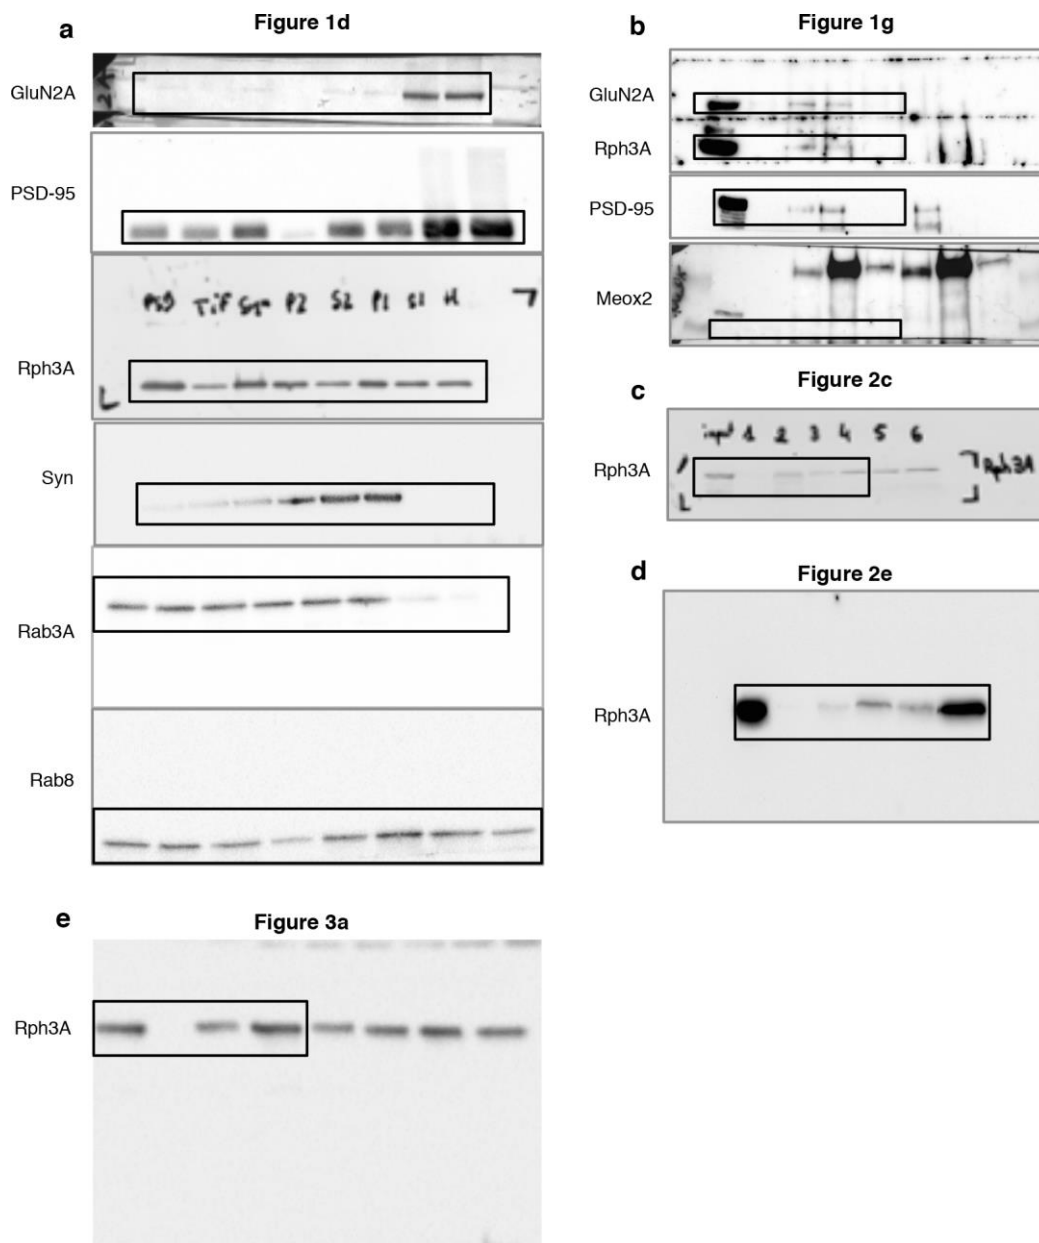 a
Figure 1d
GluN2A
PSD-95
PSD TiF Syn P2 S2 P1 S1 H
Rph3A
Syn
Rab3A
Rab8
b
Figure 1g
GluN2A
Rph3A
PSD-95
Meox2
c
Figure 2c
input 1 2 3 4 5 6
Rph3A
Rph3A
d
Figure 2e
Rph3A
e
Figure 3a
Rph3A